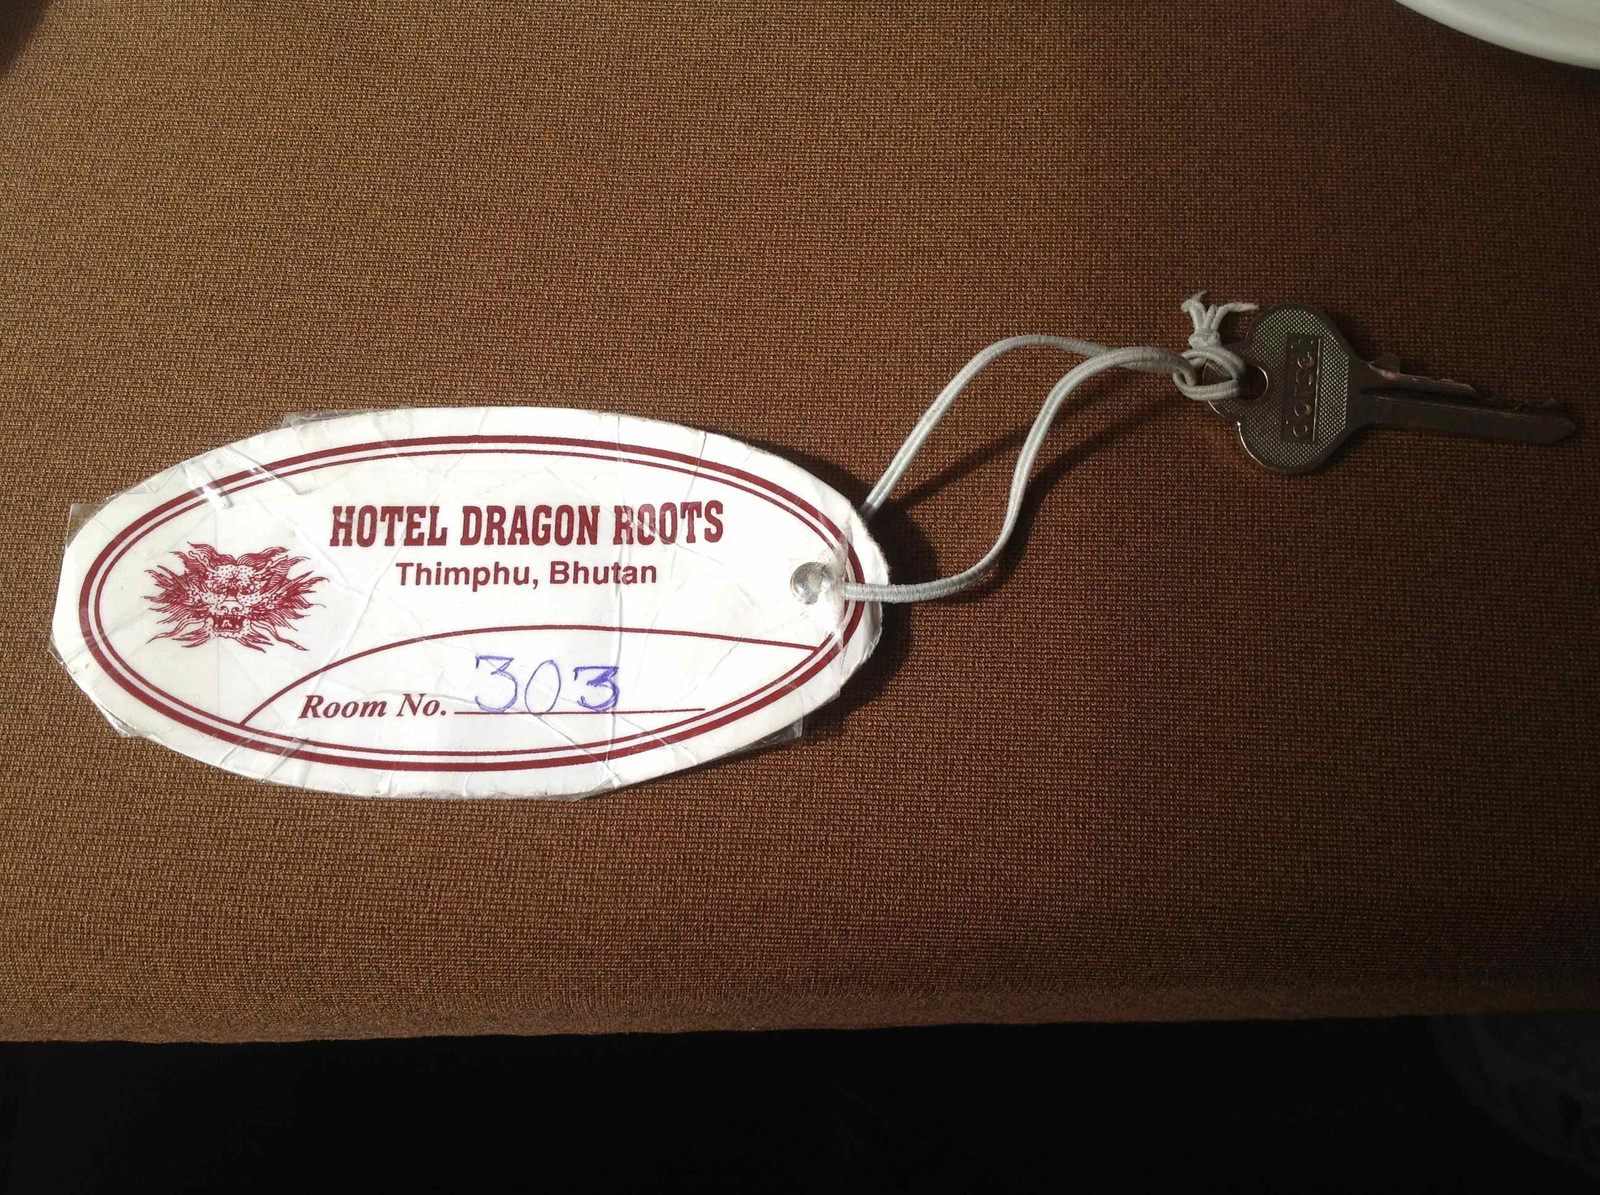 HOTEL DRAGON ROOTS
Thimphu, Bhutan
Room No. 303